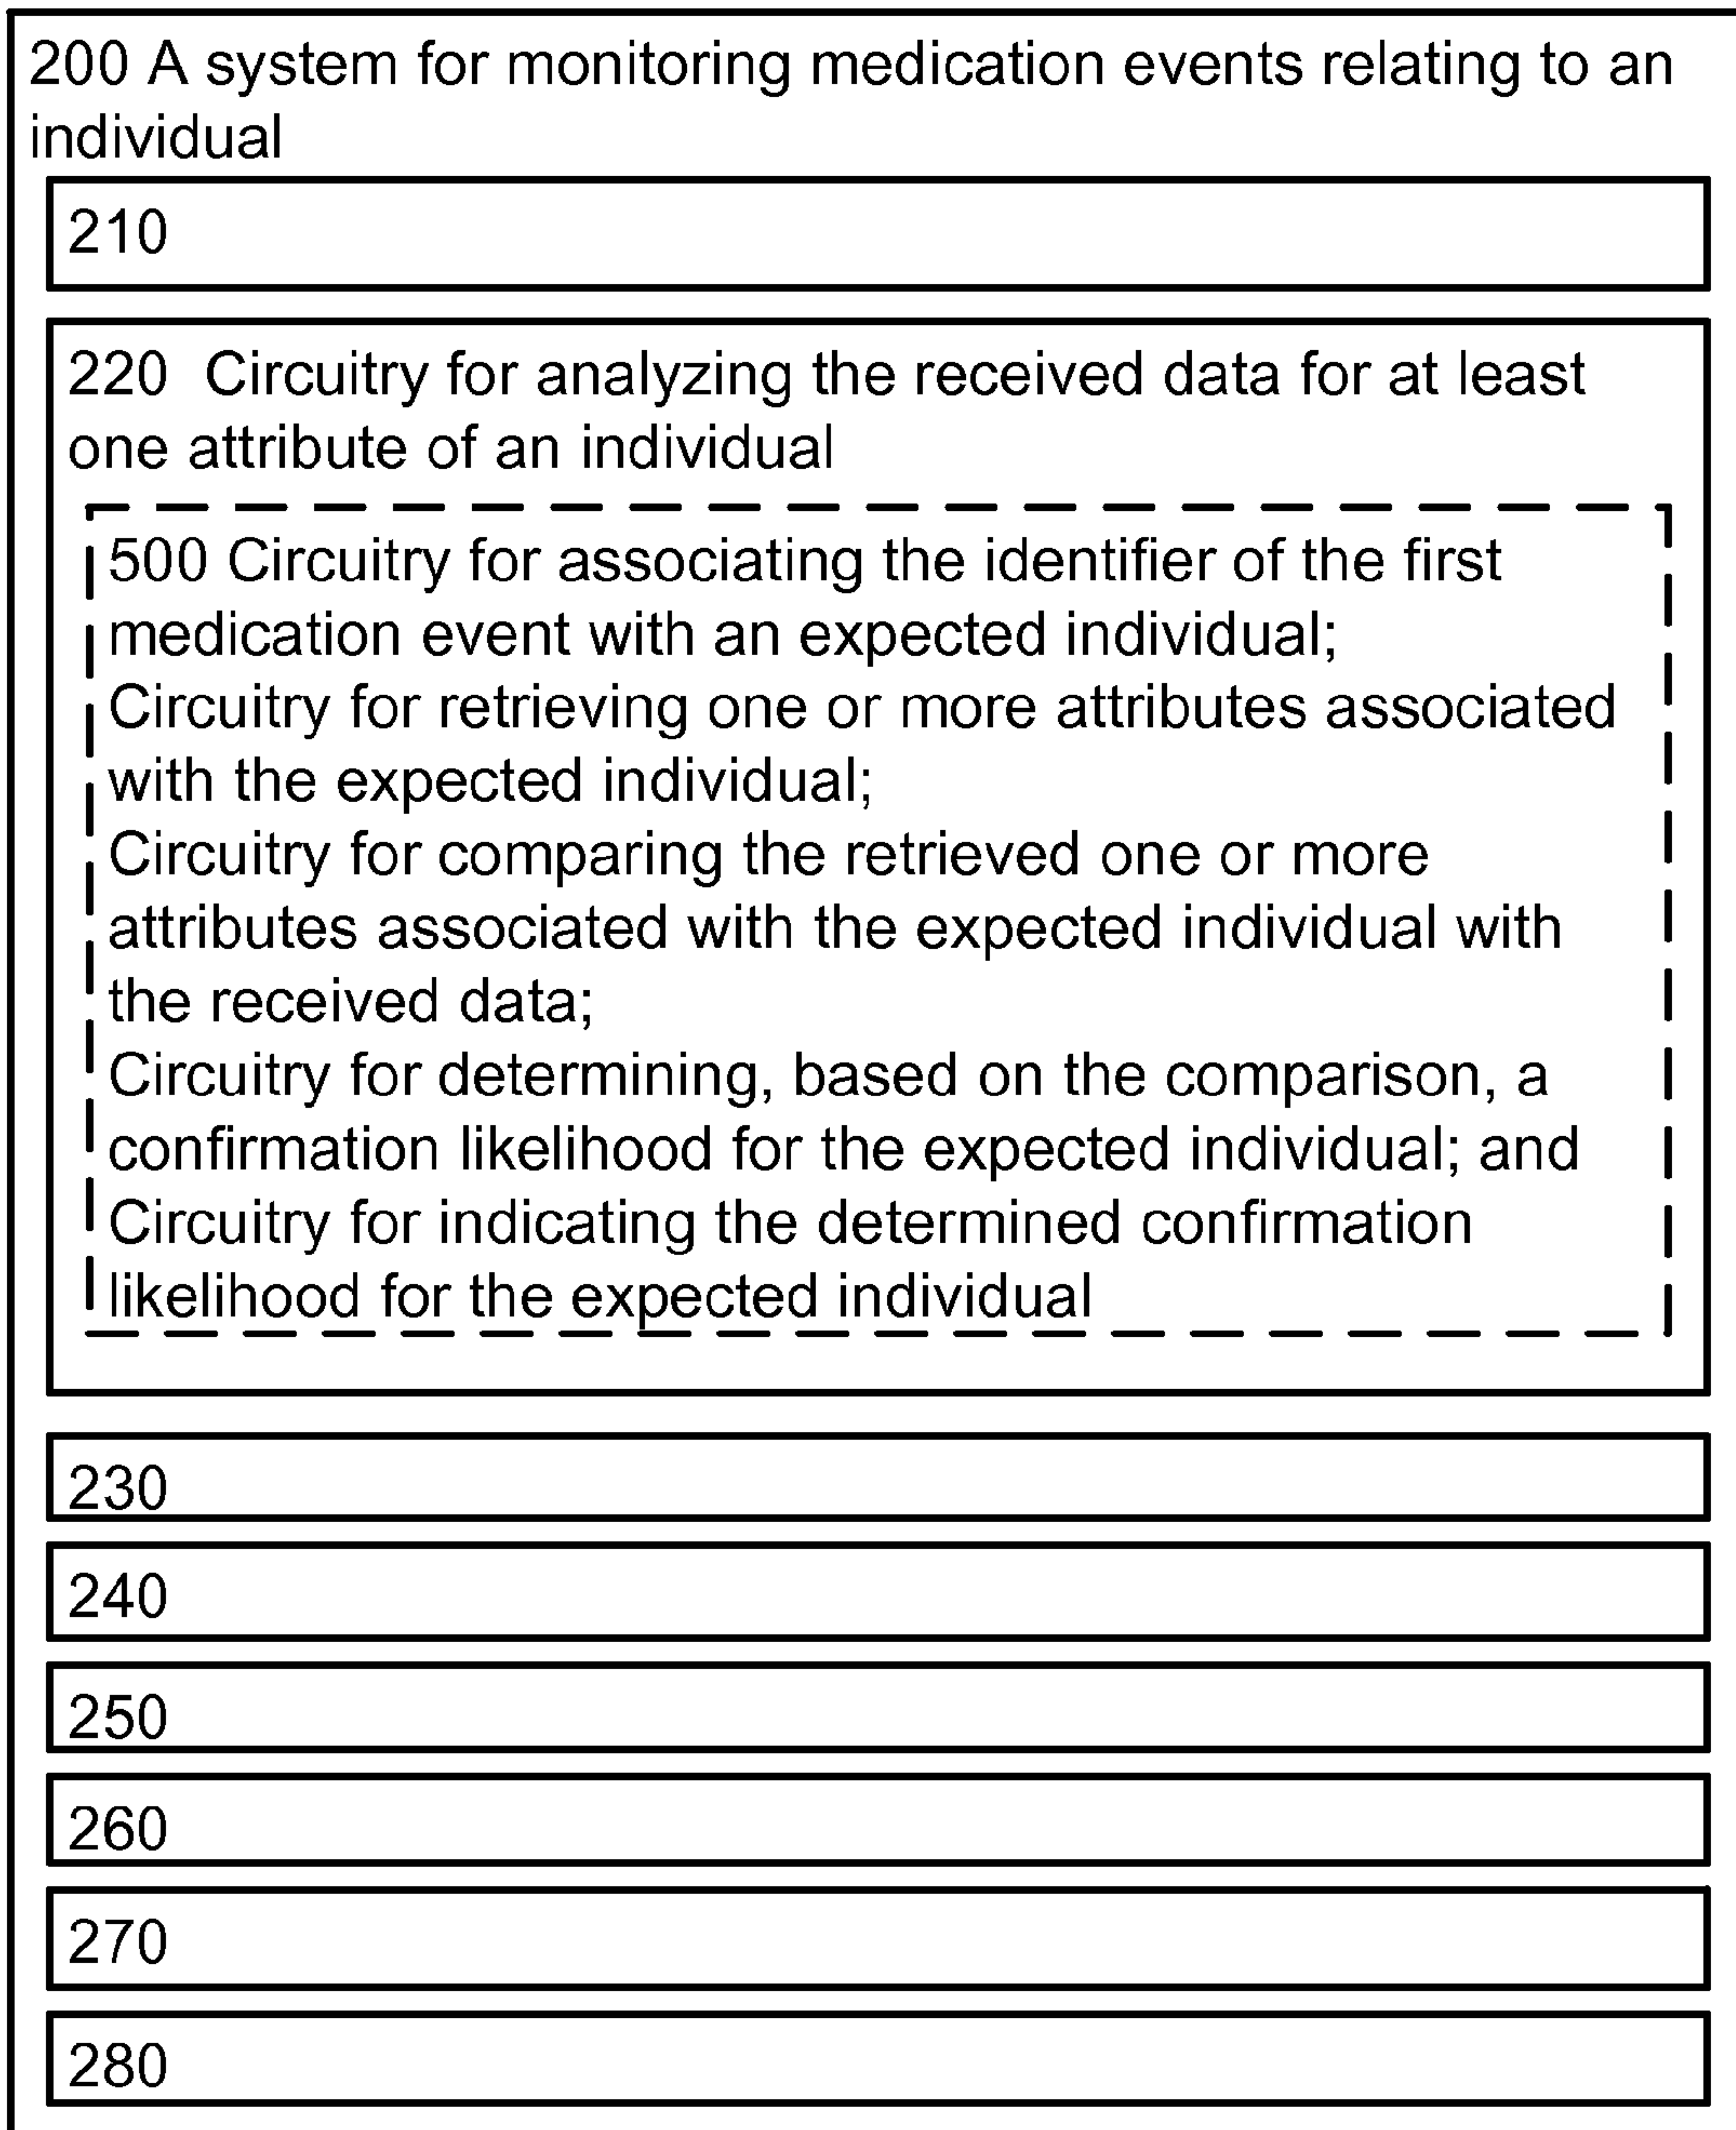 200 A system for monitoring medication events relating to an
individual
210
220 Circuitry for analyzing the received data for at least
one attribute of an individual
500 Circuitry for associating the identifier of the first
medication event with an expected individual;
Circuitry for retrieving one or more attributes associated
with the expected individual;
Circuitry for comparing the retrieved one or more
attributes associated with the expected individual with
the received data;
Circuitry for determining, based on the comparison, a
confirmation likelihood for the expected individual; and
Circuitry for indicating the determined confirmation
likelihood for the expected individual
230
240
250
260
270
280